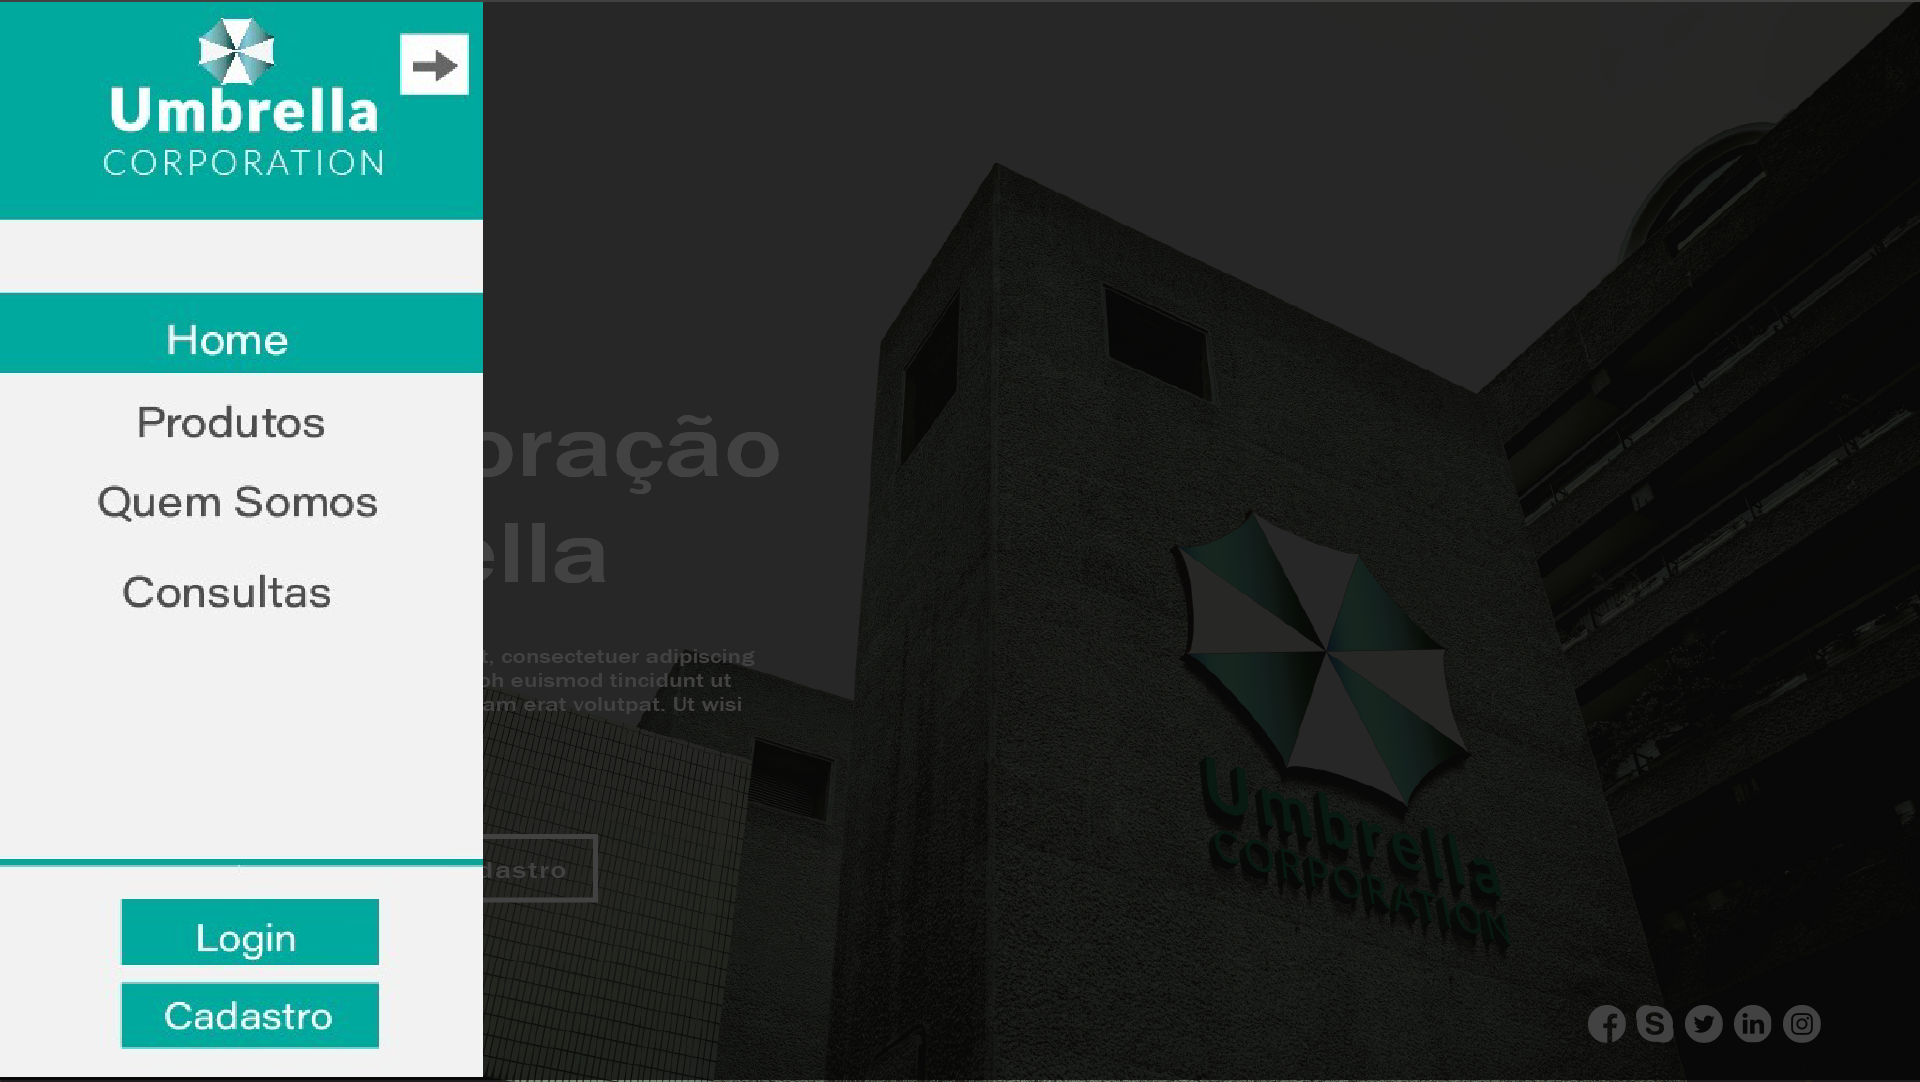 Umbrella
CORPORATION
Home
Produtos
Quem Somos
Consultas
Login
Cadastro
oração
ella
t, consectetuer adipiscing
oh euismod tincidunt ut
am erat volutpat. Ut wisi
dastro
Umbrella
CORPORATION